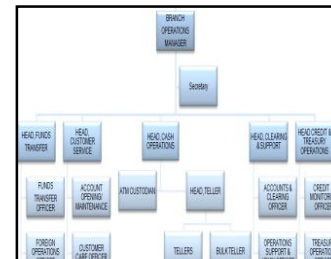 BRANCH
OPERATIONS
MANAGER
Secretary
HEAD, FUNDS
TRANSFER
HEAD,
CUSTOMER
SERVICE
HEAD, CASH
OPERATIONS
HEAD, CLEARING
& SUPPORT
HEAD CREDIT &
TREASURY
OPERATIONS
FUNDS
TRANSFER
OFFICER
ACCOUNT
OPENING/
MAINTENANCE
ATM CUSTODIAN
HEAD, TELLER
ACCOUNTS &
CLEARING
OFFICER
CREDIT
OFFICER
FOREIGN
OPERATIONS
CUSTOMER
CARE OFFICER
TELLERS
BULK TELLER
OPERATIONS
SUPPORT &